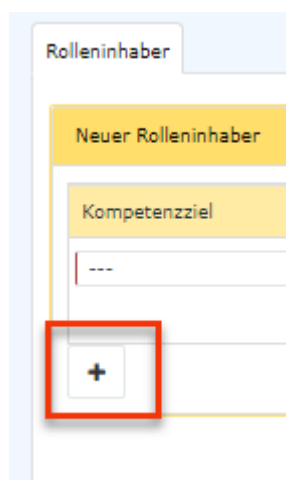 Rolleninhaber
Neuer Rolleninhaber
Kompetenzziel
---
+